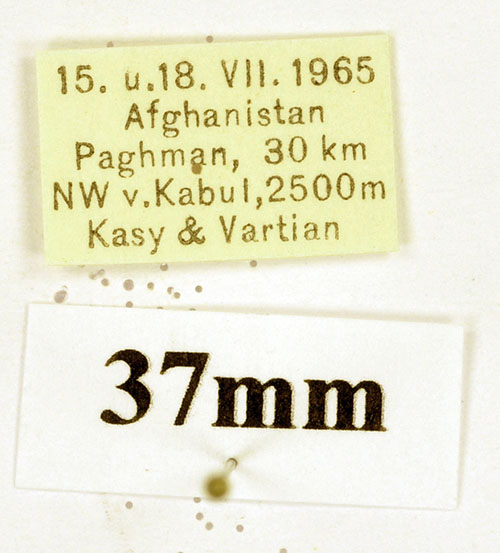 15. u.18. VII. 1965
Afghanistan
Paghman, 30 km
NW v.Kabul,2500m
Kasy & Vartian
37mm